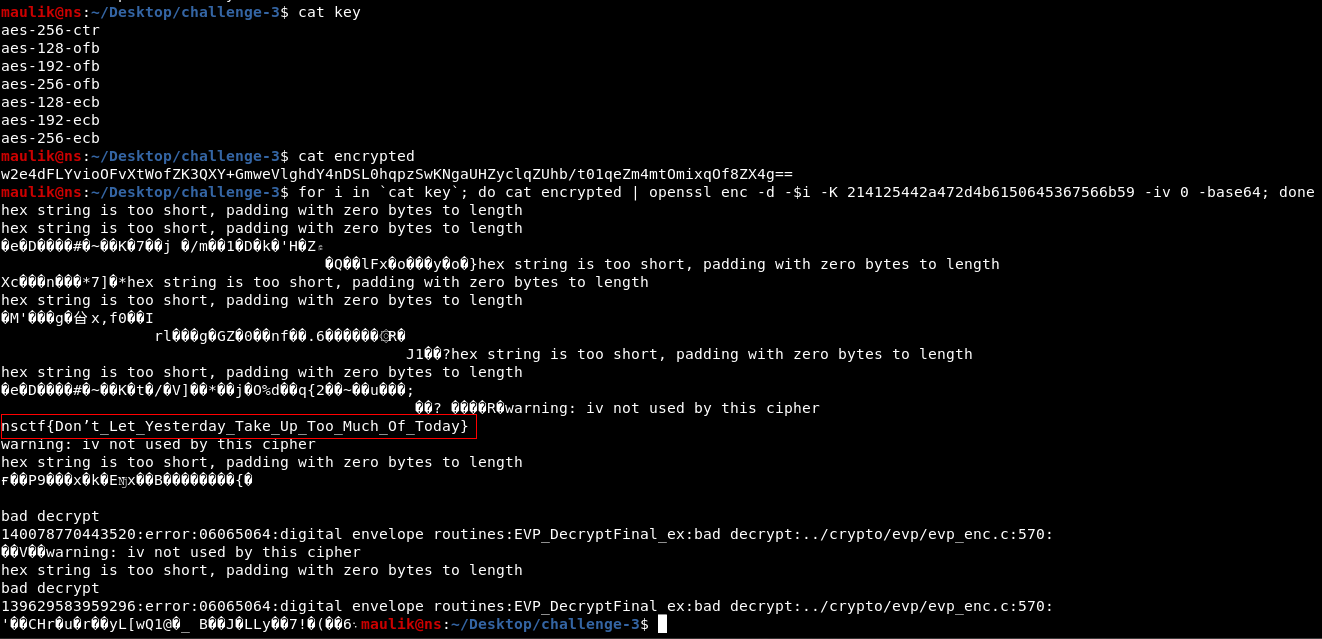 maulik@ns:~/Desktop/challenge-3$ cat key
aes-256-ctr
aes-128-ofb
aes-192-ofb
aes-256-ofb
aes-128-ecb
aes-192-ecb
aes-256-ecb
maulik@ns:~/Desktop/challenge-3$ cat encrypted
w2e4dFLYvioOFvXtWofZK3QXY+GmweVlghdY4nDSL0hqpzSwKNgaUHZyclqZUhb/t01qeZm4mtOmixqOf8ZX4g==
maulik@ns:~/Desktop/challenge-3$ for i in `cat key`; do cat encrypted | openssl enc -d -$i -K 214125442a472d4b6150645367566b59 -iv 0 -base64; done
hex string is too short, padding with zero bytes to length
hex string is too short, padding with zero bytes to length
�e�D����#�~��K�7��j �/m��1�D�k�'H�Z
�Q��lFx�o���y�o�}hex string is too short, padding with zero bytes to length
Xc���n���*7]�*hex string is too short, padding with zero bytes to length
hex string is too short, padding with zero bytes to length
�M'���g� x,f0��I
rl���g�GZ�0��nf��.6������ R�
J1��?hex string is too short, padding with zero bytes to length
hex string is too short, padding with zero bytes to length
�e�D����#�~��K�t�/�V]��*��j�O%d��q{2��~��u���;
��? ����R�warning: iv not used by this cipher
nsctf{Don’t_Let_Yesterday_Take_Up_Too_Much_Of_Today}
warning: iv not used by this cipher
hex string is too short, padding with zero bytes to length
��P9���x�k�E x��B��������{�
bad decrypt
140078770443520:error:06065064:digital envelope routines:EVP_DecryptFinal_ex:bad decrypt:../crypto/evp/evp_enc.c:570:
��V��warning: iv not used by this cipher
hex string is too short, padding with zero bytes to length
bad decrypt
139629583959296:error:06065064:digital envelope routines:EVP_DecryptFinal_ex:bad decrypt:../crypto/evp/evp_enc.c:570:
'��CHr�u�r��yL[wQ1@�_ B��J�LLy��7!�(��6 maulik@ns:~/Desktop/challenge-3$